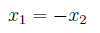 x₁ = −x₂